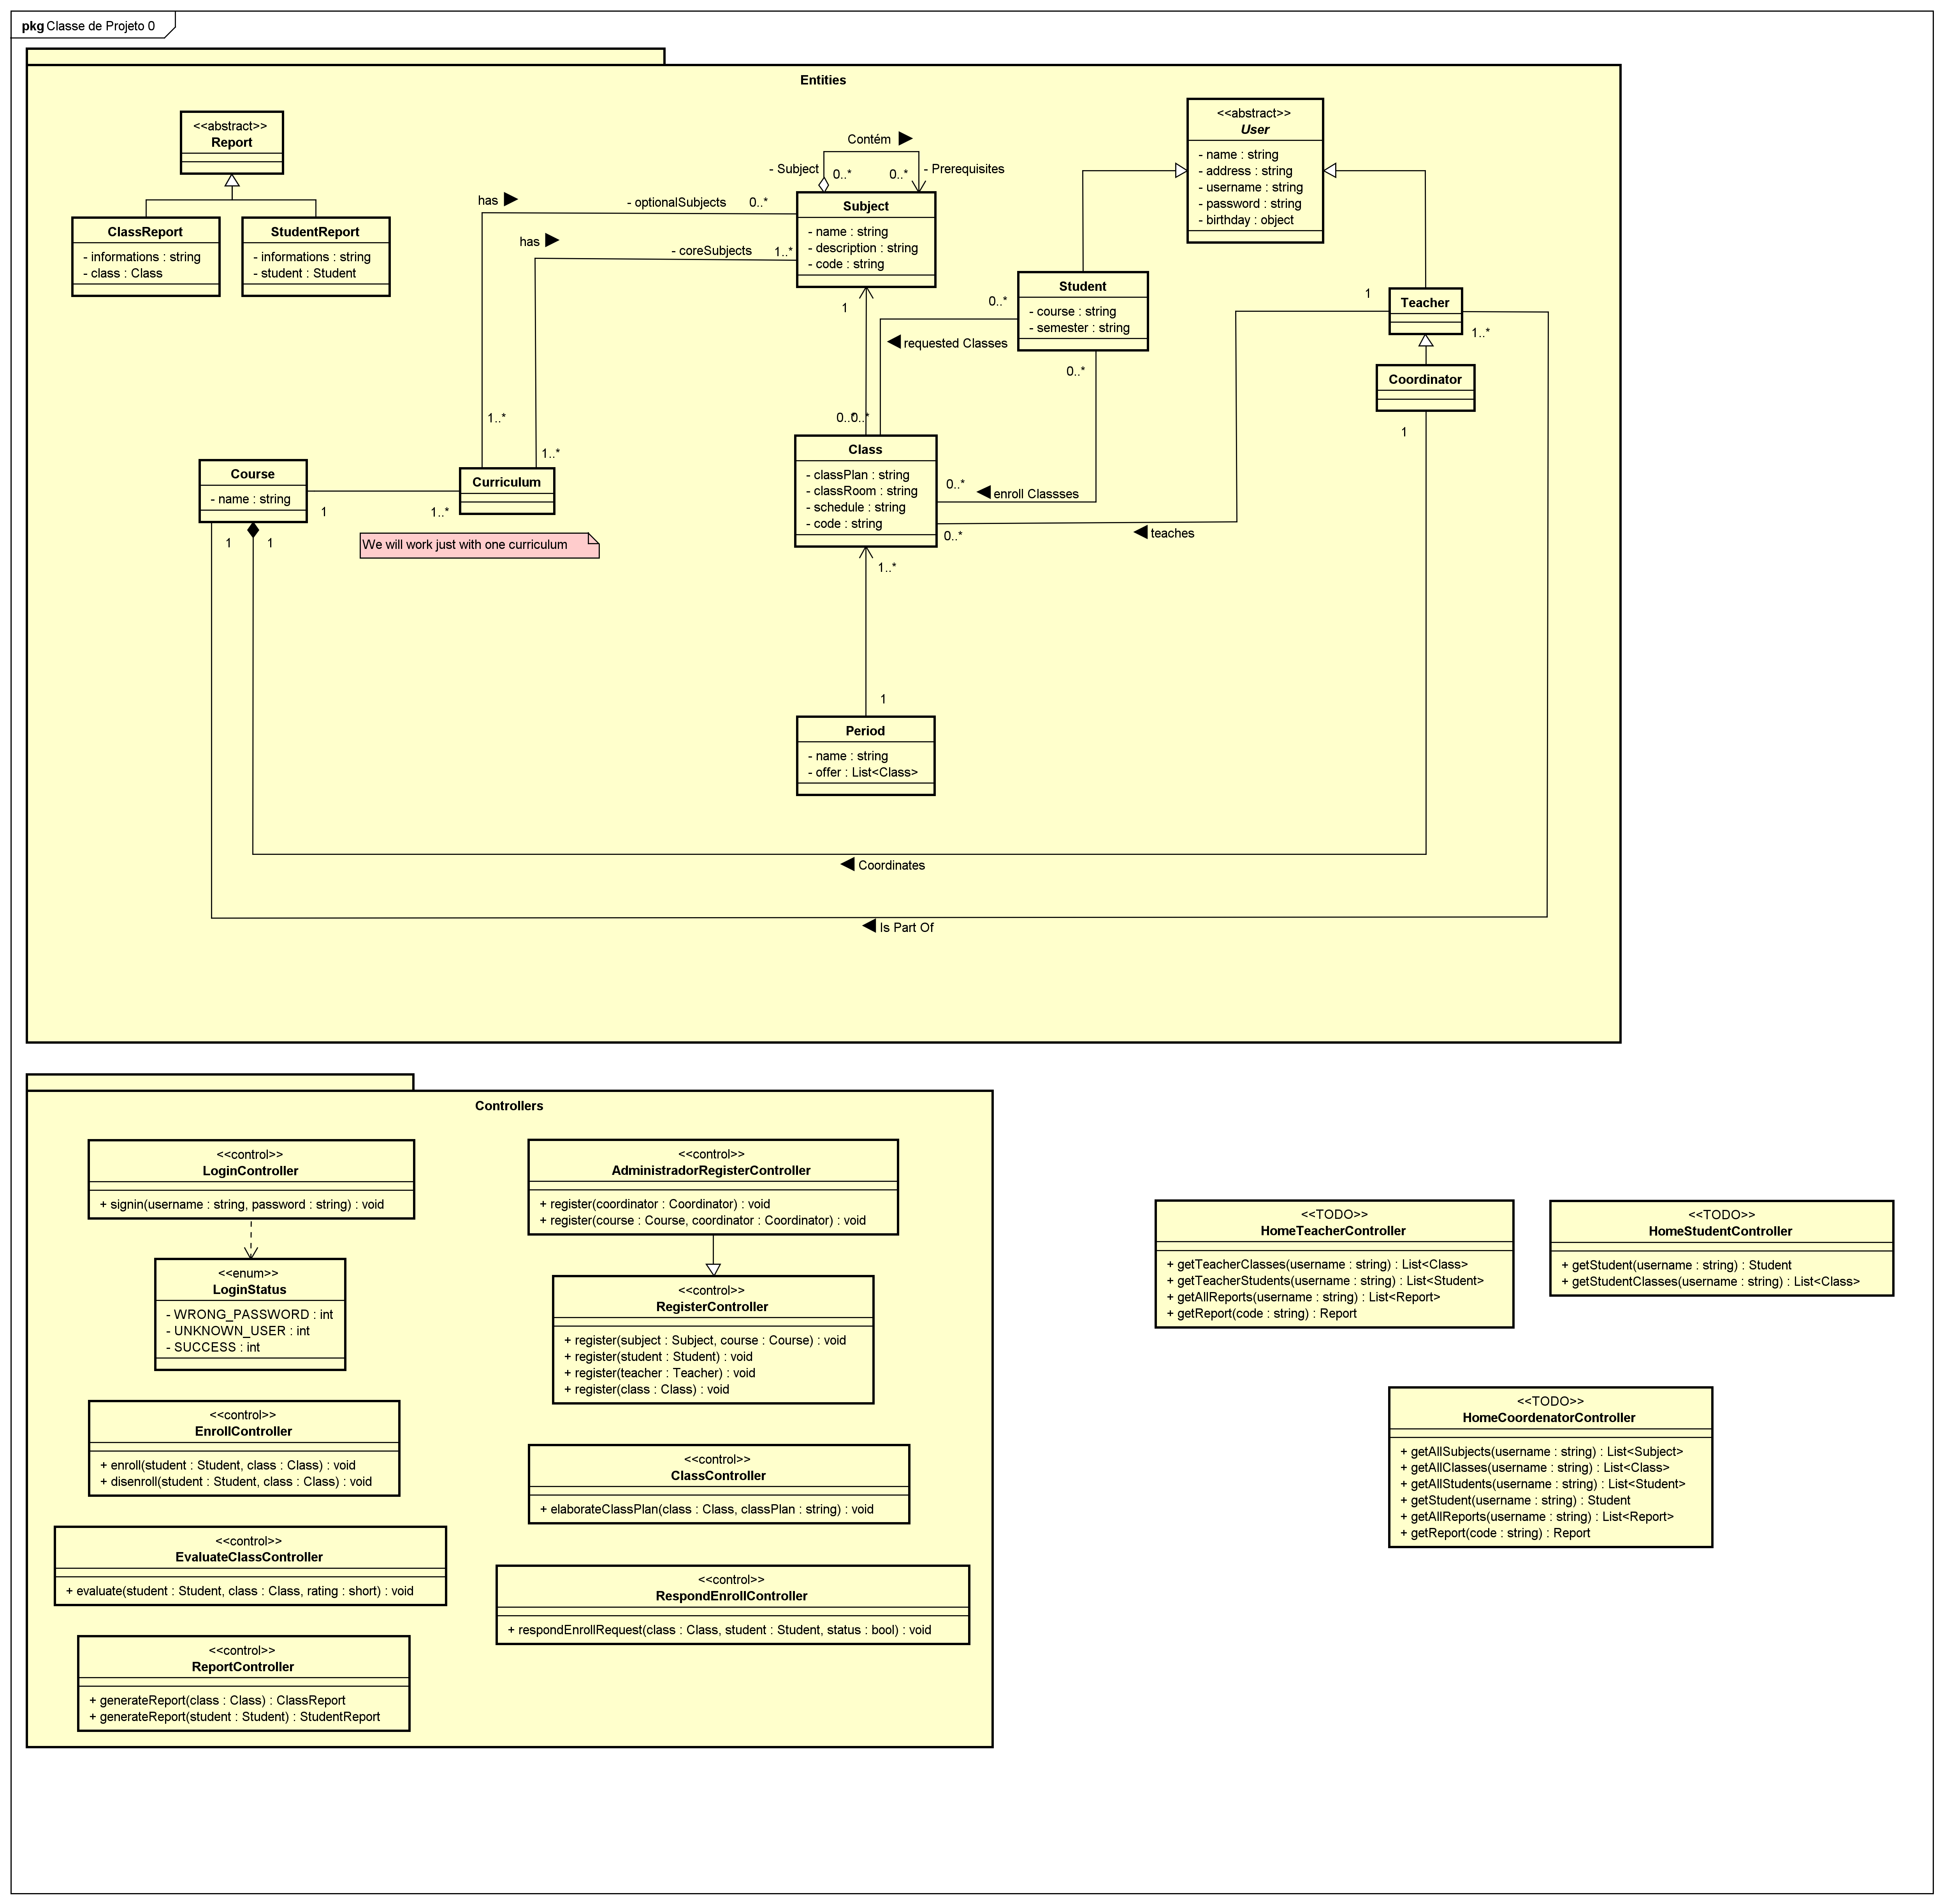 pkg Classe de Projeto 0
Entities
<<abstract>>
Report
ClassReport
- informations : string
- class : Class
StudentReport
- informations : string
- student : Student
Contém
- Subject
0..*
0..*
- Prerequisites
has
- optionalSubjects
0..*
has
- coreSubjects
1..*
Subject
- name : string
- description : string
- code : string
<<abstract>>
User
- name : string
- address : string
- username : string
- password : string
- birthday : object
Student
- course : string
- semester : string
0..*
requested Classes
0..*
1
Teacher
1..*
Coordinator
1
1
1..*
1..*
0..*
0..*
Class
- classPlan : string
- classRoom : string
- schedule : string
- code : string
0..*
enroll Classses
0..*
teaches
Course
- name : string
1
1..*
Curriculum
1
1
We will work just with one curriculum
1..*
1
Period
- name : string
- offer : List<Class>
Coordinates
Is Part Of
Controllers
<<control>>
LoginController
+ signin(username : string, password : string) : void
<<enum>>
LoginStatus
- WRONG_PASSWORD : int
- UNKNOWN_USER : int
- SUCCESS : int
<<control>>
EnrollController
+ enroll(student : Student, class : Class) : void
+ disenroll(student : Student, class : Class) : void
<<control>>
EvaluateClassController
+ evaluate(student : Student, class : Class, rating : short) : void
<<control>>
ReportController
+ generateReport(class : Class) : ClassReport
+ generateReport(student : Student) : StudentReport
<<control>>
AdministradorRegisterController
+ register(coordinator : Coordinator) : void
+ register(course : Course, coordinator : Coordinator) : void
<<control>>
RegisterController
+ register(subject : Subject, course : Course) : void
+ register(student : Student) : void
+ register(teacher : Teacher) : void
+ register(class : Class) : void
<<control>>
ClassController
+ elaborateClassPlan(class : Class, classPlan : string) : void
<<control>>
RespondEnrollController
+ respondEnrollRequest(class : Class, student : Student, status : bool) : void
<<TODO>>
HomeTeacherController
+ getTeacherClasses(username : string) : List<Class>
+ getTeacherStudents(username : string) : List<Student>
+ getAllReports(username : string) : List<Report>
+ getReport(code : string) : Report
<<TODO>>
HomeStudentController
+ getStudent(username : string) : Student
+ getStudentClasses(username : string) : List<Class>
<<TODO>>
HomeCoordenatorController
+ getAllSubjects(username : string) : List<Subject>
+ getAllClasses(username : string) : List<Class>
+ getAllStudents(username : string) : List<Student>
+ getStudent(username : string) : Student
+ getAllReports(username : string) : List<Report>
+ getReport(code : string) : Report